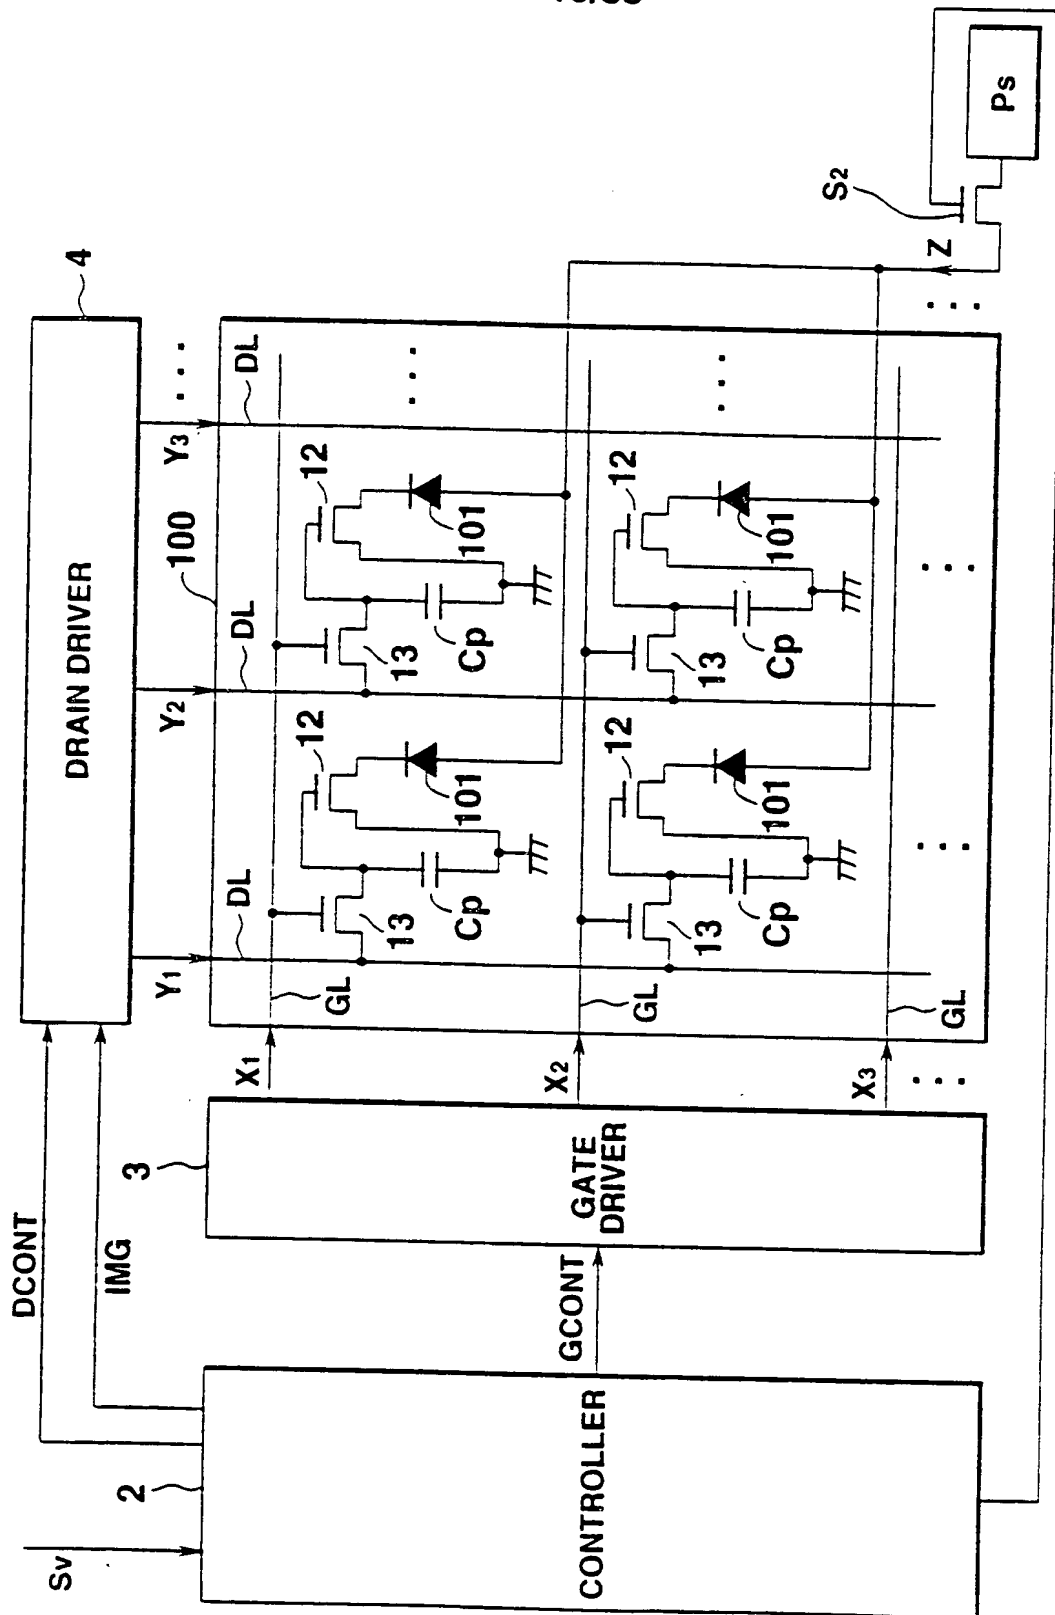 Sv
2
CONTROLLER
DCONT
IMG
GCONT
3
GATE
DRIVER
DRAIN DRIVER
4
X1
X2
X3
...
Y1
Y2
Y3
...
100
DL
DL
DL
GL
GL
GL
13
Cp
12
101
13
Cp
12
101
...
13
Cp
12
101
13
Cp
12
101
...
...
...
...
Z
S2
Ps